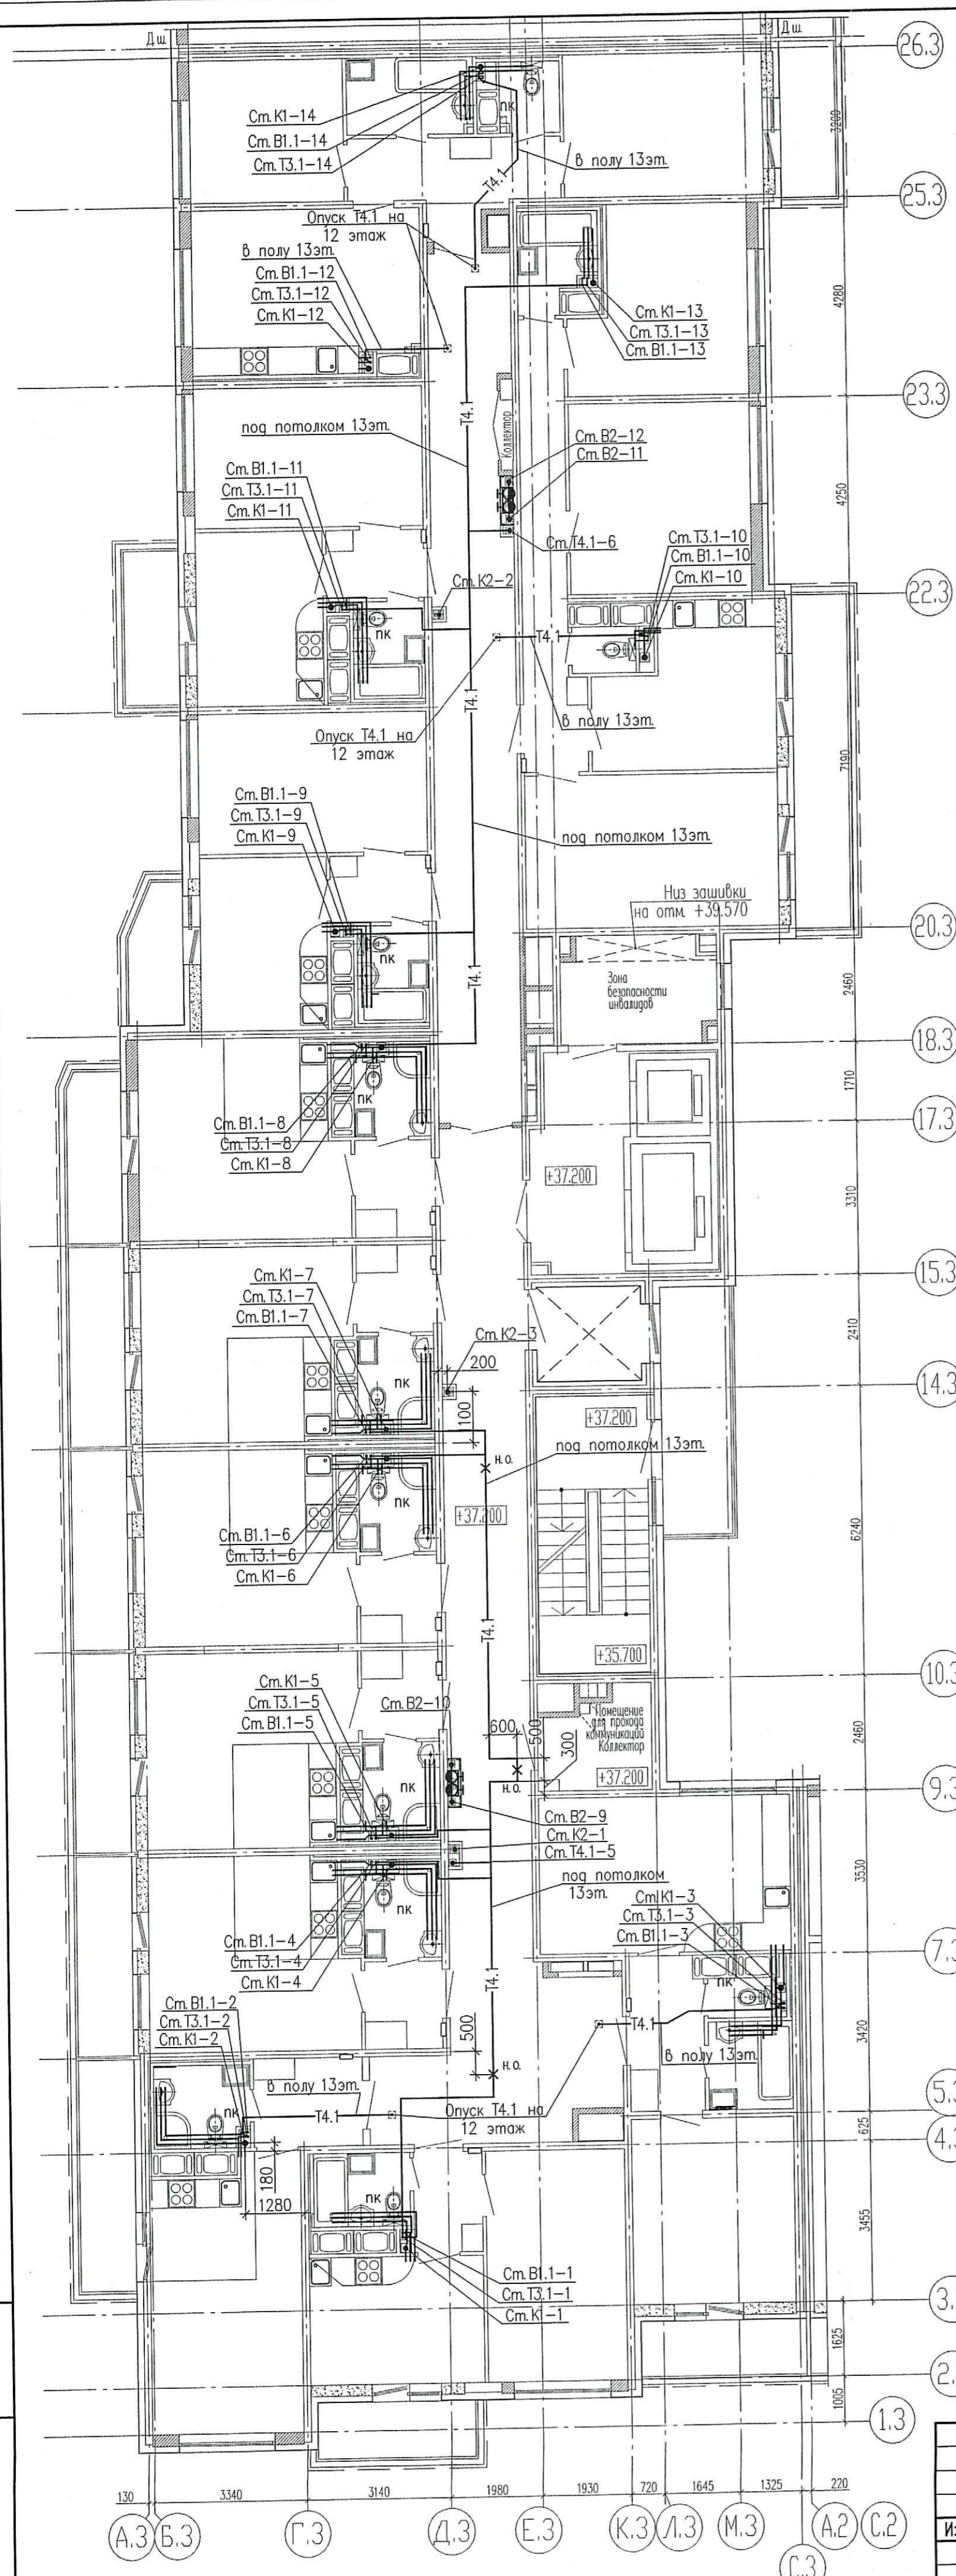 Дш
Дш
26.3
Ст. К1-14
Ст. В1.1-14
Ст. Т3.1-14
пк
3200
в полу 13эт.
Т4.1
25.3
Опуск Т4.1 на
12 этаж
в полу 13эт.
Ст. В1.1-12
Ст. Т3.1-12
Ст. К1-12
4280
Ст. К1-13
Ст. Т3.1-13
Ст. В1.1-13
23.3
Т4.1
под потолком 13эт.
Коллектор
Ст. В2-12
Ст. В2-11
4250
Ст. В1.1-11
Ст. Т3.1-11
Ст. К1-11
Ст. Т4.1-6
Ст. Т3.1-10
Ст. В1.1-10
Ст. К1-10
22.3
Ст. К2-2
пк
Т4.1
Т4.1
в полу 13эт.
Опуск Т4.1 на
12 этаж
7190
Ст. В1.1-9
Ст. Т3.1-9
Ст. К1-9
под потолком 13эт.
Низ зашивки
на отм. +39.570
20.3
пк
Т4.1
Зона
безопасности
инвалидов
2460
18.3
1710
пк
Ст. В1.1-8
Ст. Т3.1-8
Ст. К1-8
17.3
+37.200
3310
15.3
Ст. К1-7
Ст. Т3.1-7
Ст. В1.1-7
Ст. К2-3
200
2410
пк
14.3
100
+37.200
под потолком 13эт.
н.о.
пк
+37.200
Ст. В1.1-6
Ст. Т3.1-6
Ст. К1-6
6240
Т4.1
+35.700
10.3
Ст. К1-5
Ст. Т3.1-5
Ст. В1.1-5
Ст. В2-10
Помещение
для прохода
коммуникаций
Коллектор
600
500
300
2460
+37.200
пк
н.о.
9.3
Ст. В2-9
Ст. К2-1
Ст. Т4.1-5
под потолком
13эт.
3530
пк
Ст. К1-3
Ст. Т3.1-3
Ст. В1.1-3
Ст. В1.1-4
Ст. Т3.1-4
Ст. К1-4
7.3
Т4.1
пк
Ст. В1.1-2
Ст. Т3.1-2
Ст. К1-2
500
Т4.1
3420
в полу 13эт.
н.о.
в полу 13эт.
5.3
пк
Т4.1
Опуск Т4.1 на
12 этаж
625
4.3
180
1280
пк
3455
Ст. В1.1-1
Ст. Т3.1-1
Ст. К1-1
3.
1625
2.
1005
1.3
130
3340
3140
1980
1930
720
1645
1325
220
А.3
Б.3
Г.3
Д.3
Е.3
К.3
Л.3
М.3
А.2
С.2
С.3